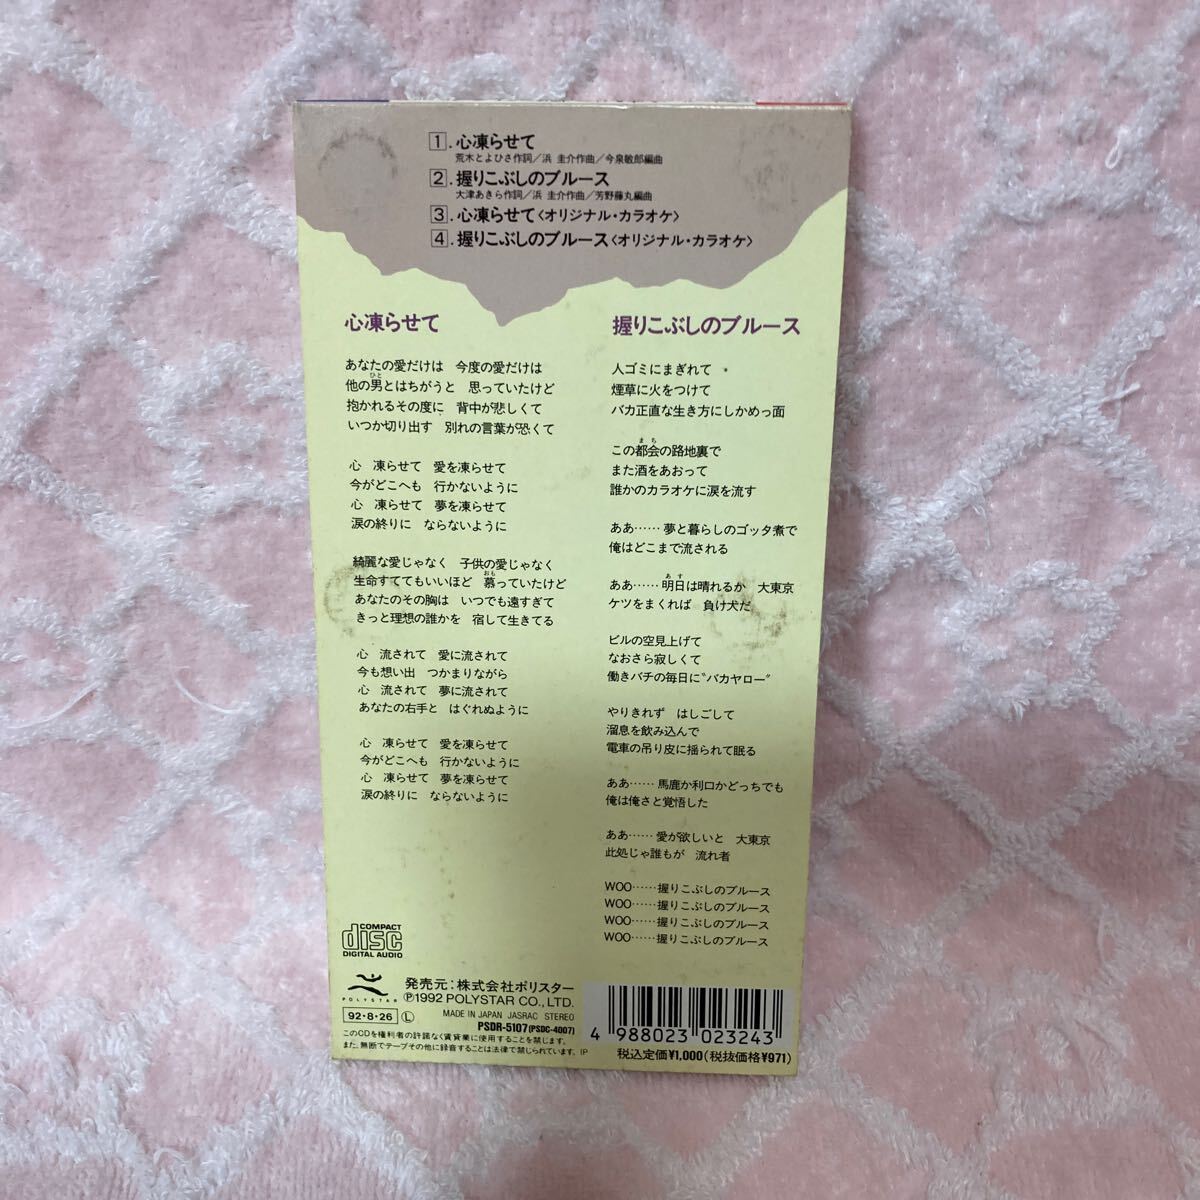 1. 心凍らせて
荒木とよひさ作詞／浜 圭介作曲／今泉敏郎編曲
2. 握りこぶしのブルース
大津あきら作詞／浜 圭介作曲／芳野藤丸編曲
3. 心凍らせて〈オリジナル・カラオケ〉
4. 握りこぶしのブルース〈オリジナル・カラオケ〉
心凍らせて
あなたの愛だけは　今度の愛だけは
ひと
他の男とはちがうと　思っていたけど
抱かれるその度に　背中が悲しくて
いつか切り出す　別れの言葉が恐くて
心　凍らせて　愛を凍らせて
今がどこへも　行かないように
心　凍らせて　夢を凍らせて
涙の終りに　ならないように
綺麗な愛じゃなく　子供の愛じゃなく
おも
生命すててもいいほど　慕っていたけど
あなたのその胸は　いつでも遠すぎて
きっと理想の誰かを　宿して生きてる
心　流されて　愛に流されて
今も想い出　つかまりながら
心　流されて　夢に流されて
あなたの右手と　はぐれぬように
心　凍らせて　愛を凍らせて
今がどこへも　行かないように
心　凍らせて　夢を凍らせて
涙の終りに　ならないように
握りこぶしのブルース
人ゴミにまぎれて
煙草に火をつけて
バカ正直な生き方にしかめっ面
まち
この都会の路地裏で
また酒をあおって
誰かのカラオケに涙を流す
ああ……夢と暮らしのゴッタ煮で
俺はどこまで流される
あす
ああ……明日は晴れるか　大東京
ケツをまくれば　負け犬だ
ビルの空見上げて
なおさら寂しくて
働きバチの毎日に〝バカヤロー〟
やりきれず　はしごして
溜息を飲み込んで
電車の吊り皮に揺られて眠る
ああ……馬鹿か利口かどっちでも
俺は俺さと覚悟した
ああ……愛が欲しいと　大東京
此処じゃ誰もが　流れ者
WOO……握りこぶしのブルース
WOO……握りこぶしのブルース
WOO……握りこぶしのブルース
WOO……握りこぶしのブルース
COMPACT
disc
DIGITAL AUDIO
POLYSTAR
発売元：株式会社ポリスター
Ⓟ1992 POLYSTAR CO., LTD.
92・8・26 Ⓛ
MADE IN JAPAN JASRAC STEREO
PSDR-5107 (PSDC-4007)
このCDを権利者の許諾なく賃貸業に使用することを禁じます。
また、無断でテープその他に録音することは法律で禁じられています。 IP
4 988023 023243
税込定価¥1,000(税抜価格¥971)